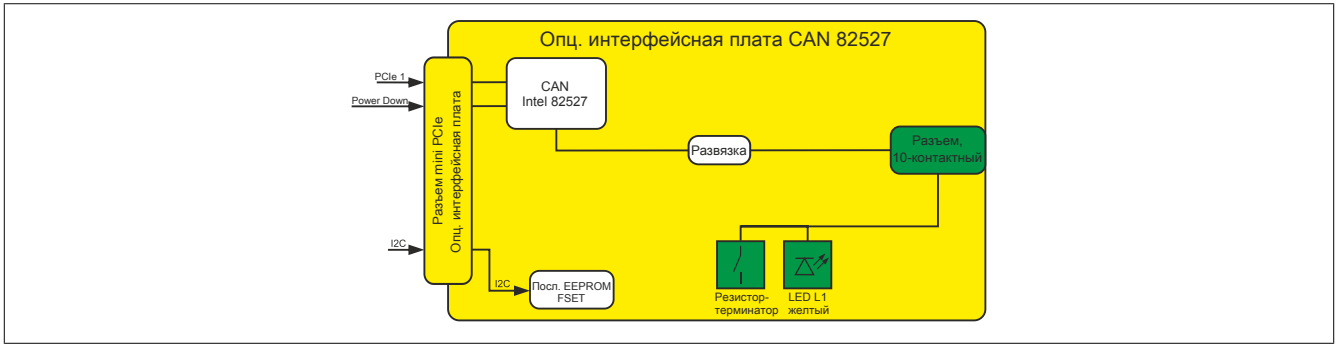 Опц. интерфейсная плата CAN 82527
PCIe 1
Power Down
I2C
Разъем mini PCIe
Опц. интерфейсная плата
CAN
Intel 82527
Развязка
Разъем,
10-контактный
I2C
Посл. EEPROM
FSET
Резистор-
терминатор
LED L1
желтый